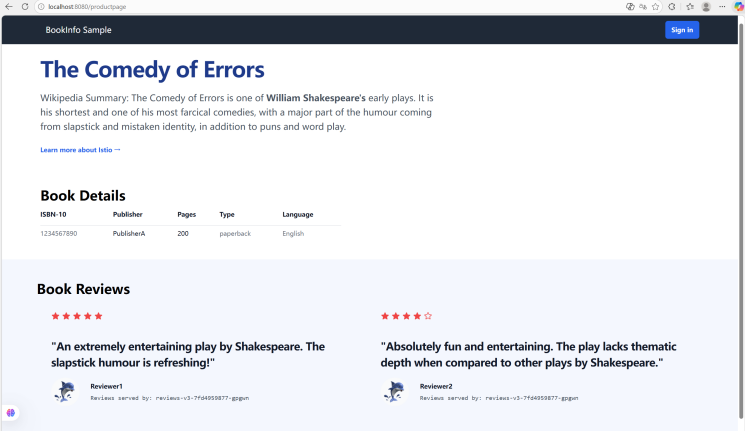 localhost:8080/productpage
BookInfo Sample
Sign in
The Comedy of Errors
Wikipedia Summary: The Comedy of Errors is one of William Shakespeare's early plays. It is
his shortest and one of his most farcical comedies, with a major part of the humour coming
from slapstick and mistaken identity, in addition to puns and word play.
Learn more about Istio →
Book Details
ISBN-10 Publisher Pages Type Language
1234567890 PublisherA 200 paperback English
Book Reviews
"An extremely entertaining play by Shakespeare. The
slapstick humour is refreshing!"
Reviewer1
Reviews served by: reviews-v3-7fd4959877-gpgwn
"Absolutely fun and entertaining. The play lacks thematic
depth when compared to other plays by Shakespeare."
Reviewer2
Reviews served by: reviews-v3-7fd4959877-gpgwn